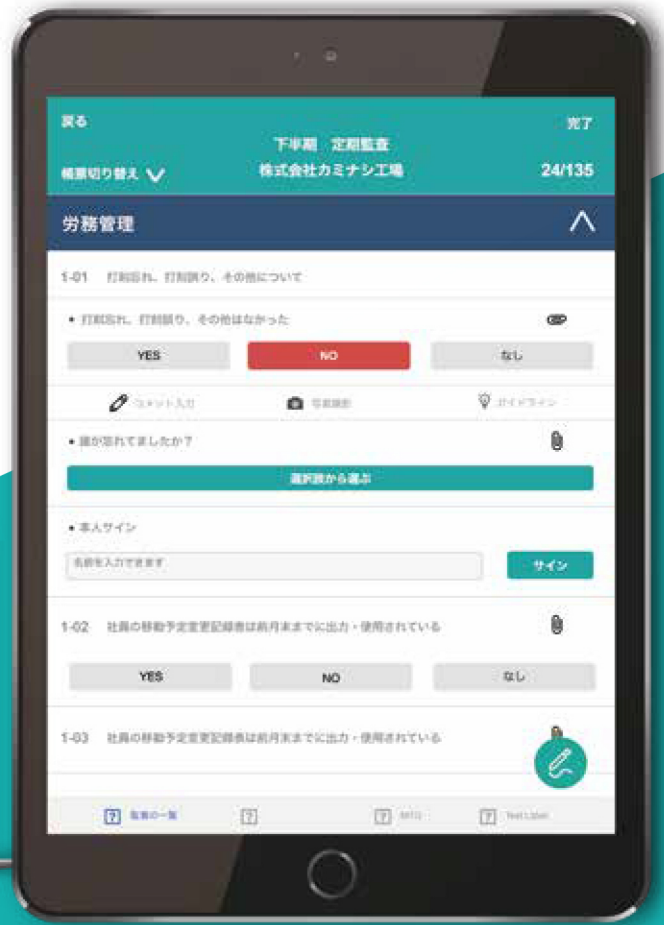 戻る
完了
下半期 定期監査
帳票切り替え
株式会社カミナシ工場
24/135
労務管理
1-01 打刻忘れ、打刻誤り、その他について
• 打刻忘れ、打刻誤り、その他はなかった
YES
NO
なし
コメント入力
写真撮影
ガイドライン
• 誰が忘れてましたか?
選択肢から選ぶ
• 本人サイン
名前を入力できます
サイン
1-02 社員の移動予定変更記録表は前月末までに出力・使用されている
YES
NO
なし
1-03 社員の移動予定変更記録表は前月末までに出力・使用されている
監査の一覧
Text Label